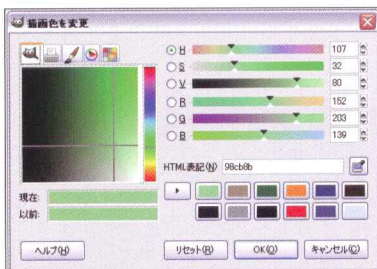 描画色を変更
H 107
S 32
V 80
R 152
G 203
B 139
HTML表記(N) 98cb8b
現在:
以前:
ヘルプ(H) リセット(R) OK(O) キャンセル(C)